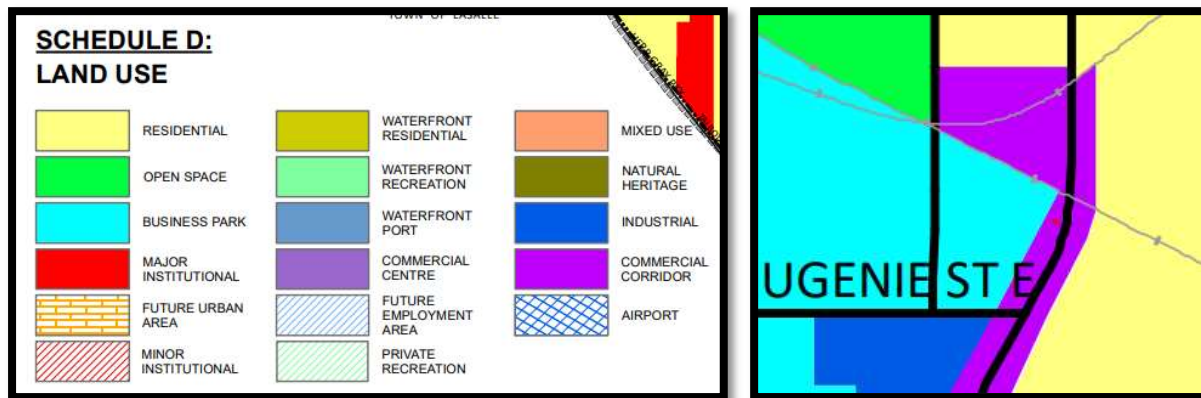 TOWN OF LASALLE
SCHEDULE D:
LAND USE
RESIDENTIAL
OPEN SPACE
BUSINESS PARK
MAJOR
INSTITUTIONAL
FUTURE URBAN
AREA
MINOR
INSTITUTIONAL
WATERFRONT
RESIDENTIAL
WATERFRONT
RECREATION
WATERFRONT
PORT
COMMERCIAL
CENTRE
FUTURE
EMPLOYMENT
AREA
PRIVATE
RECREATION
MIXED USE
NATURAL
HERITAGE
INDUSTRIAL
COMMERCIAL
CORRIDOR
AIRPORT
UGENIE ST E